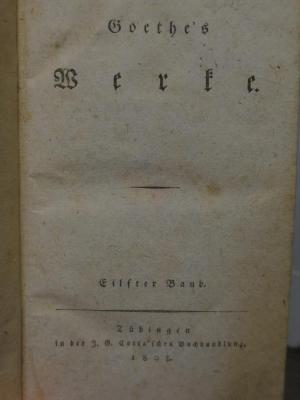 Goethe's
Werke.
Eilfter Band.
Tübingen
in der J. G. Cotta'schen Buchhandlung,